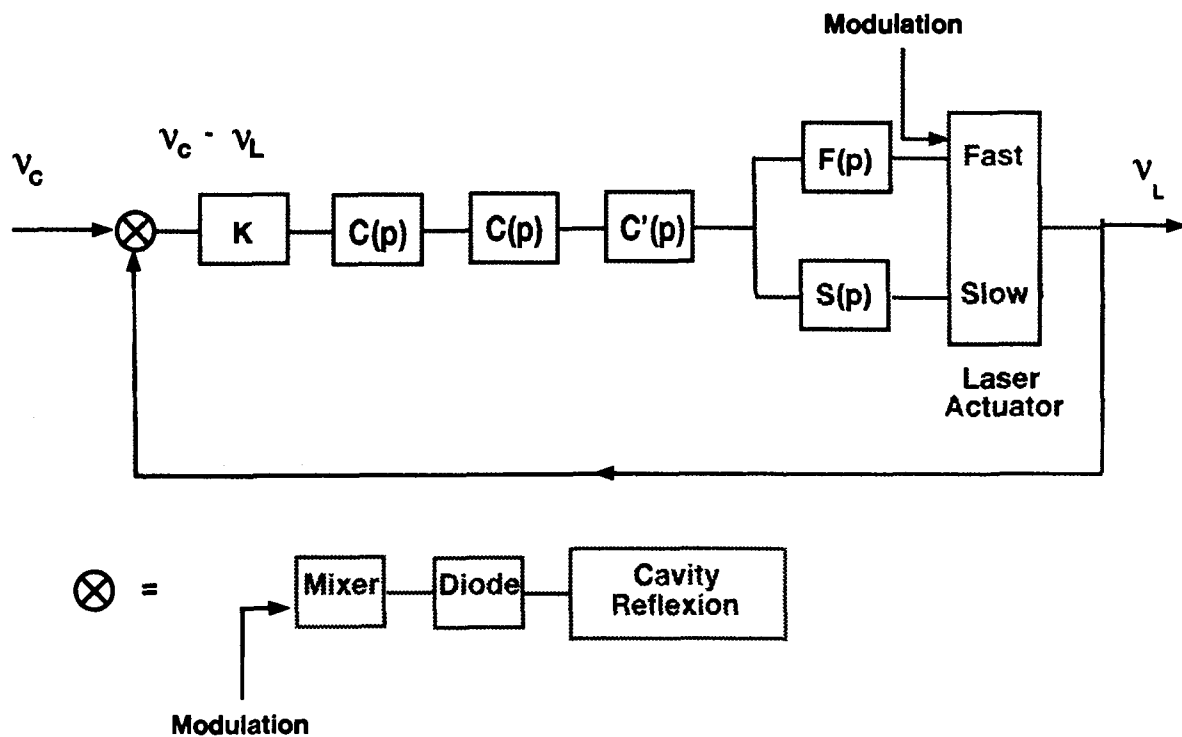 Modulation
ν_C - ν_L
ν_C
K
C(p)
C(p)
C'(p)
F(p)
S(p)
Fast
Slow
ν_L
Laser
Actuator
⊗ =
Mixer
Diode
Cavity
Reflexion
Modulation